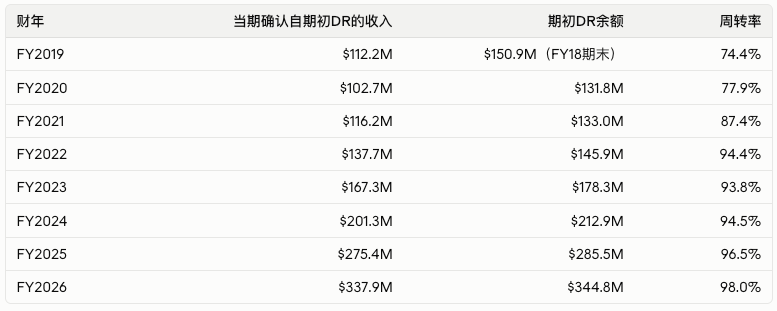 财年 当期确认自期初DR的收入 期初DR余额 周转率
FY2019 $112.2M $150.9M（FY18期末） 74.4%
FY2020 $102.7M $131.8M 77.9%
FY2021 $116.2M $133.0M 87.4%
FY2022 $137.7M $145.9M 94.4%
FY2023 $167.3M $178.3M 93.8%
FY2024 $201.3M $212.9M 94.5%
FY2025 $275.4M $285.5M 96.5%
FY2026 $337.9M $344.8M 98.0%